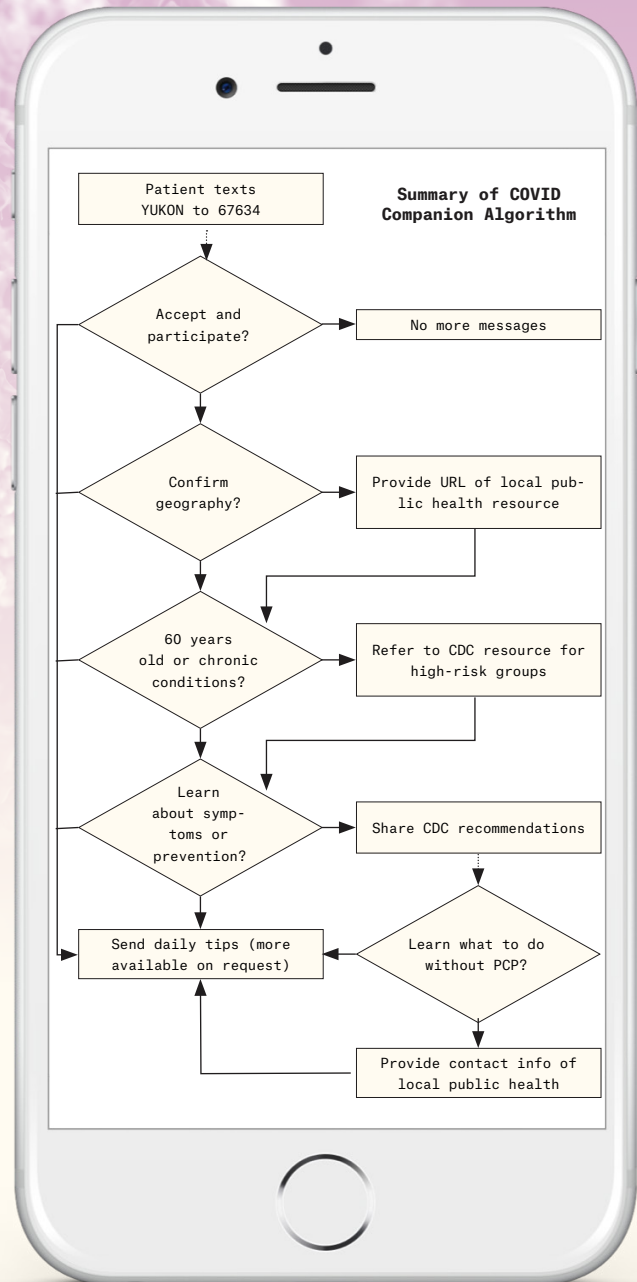 Patient texts
YUKON to 67634
Summary of COVID
Companion Algorithm
Accept and
participate?
No more messages
Confirm
geography?
Provide URL of local pub-
lic health resource
60 years
old or chronic
conditions?
Refer to CDC resource for
high-risk groups
Learn
about symp-
toms or
prevention?
Share CDC recommendations
Send daily tips (more
available on request)
Learn what to do
without PCP?
Provide contact info of
local public health